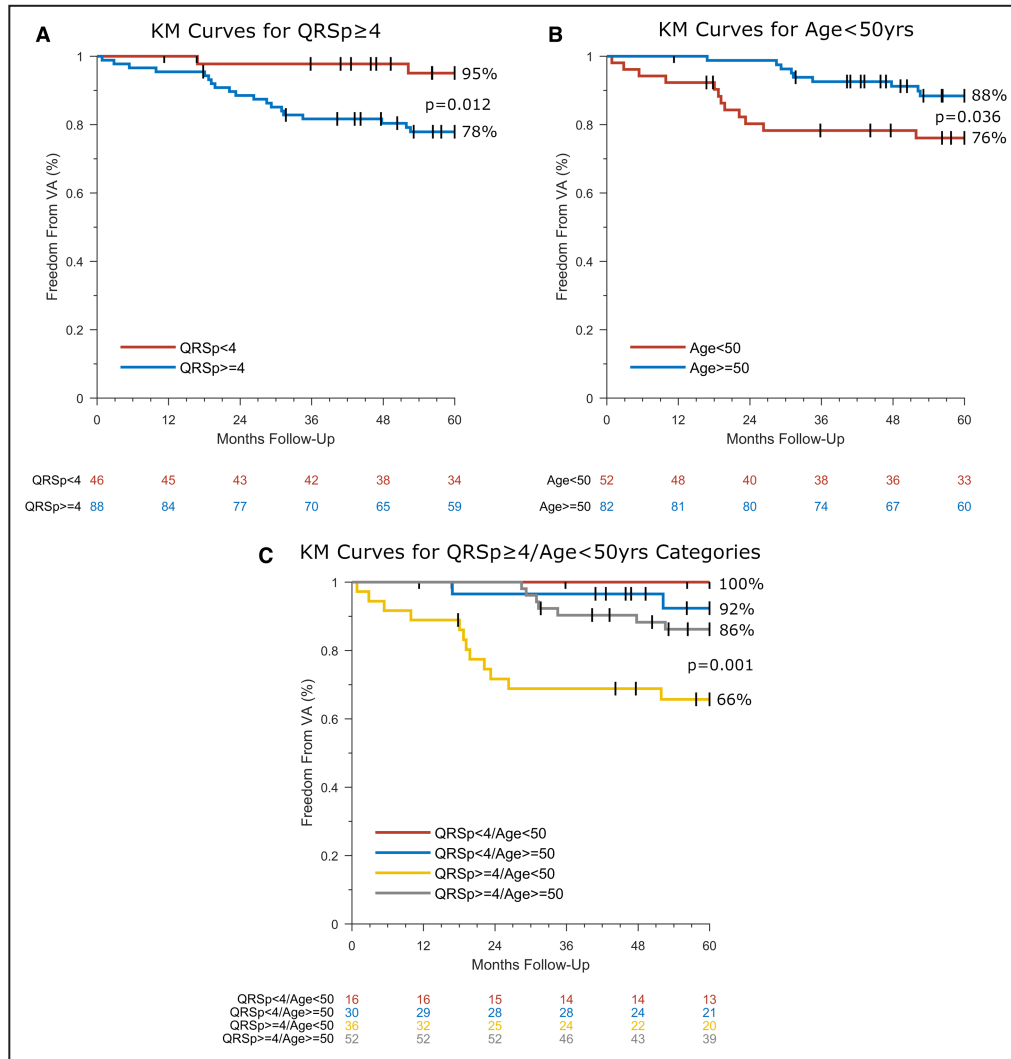 A
KM Curves for QRSp≥4
1
0.8
0.6
0.4
0.2
0
Freedom From VA (%)
95%
p=0.012
78%
QRSp<4
QRSp>=4
0 12 24 36 48 60
Months Follow-Up
QRSp<4 46 45 43 42 38 34
QRSp>=4 88 84 77 70 65 59
B
KM Curves for Age<50yrs
1
0.8
0.6
0.4
0.2
0
Freedom From VA (%)
88%
p=0.036
76%
Age<50
Age>=50
0 12 24 36 48 60
Months Follow-Up
Age<50 52 48 40 38 36 33
Age>=50 82 81 80 74 67 60
C
KM Curves for QRSp≥4/Age<50yrs Categories
1
0.8
0.6
0.4
0.2
0
Freedom From VA (%)
100%
92%
86%
p=0.001
66%
QRSp<4/Age<50
QRSp<4/Age>=50
QRSp>=4/Age<50
QRSp>=4/Age>=50
0 12 24 36 48 60
Months Follow-Up
QRSp<4/Age<50 16 16 15 14 14 13
QRSp<4/Age>=50 30 29 28 28 24 21
QRSp>=4/Age<50 36 32 25 24 22 20
QRSp>=4/Age>=50 52 52 52 46 43 39